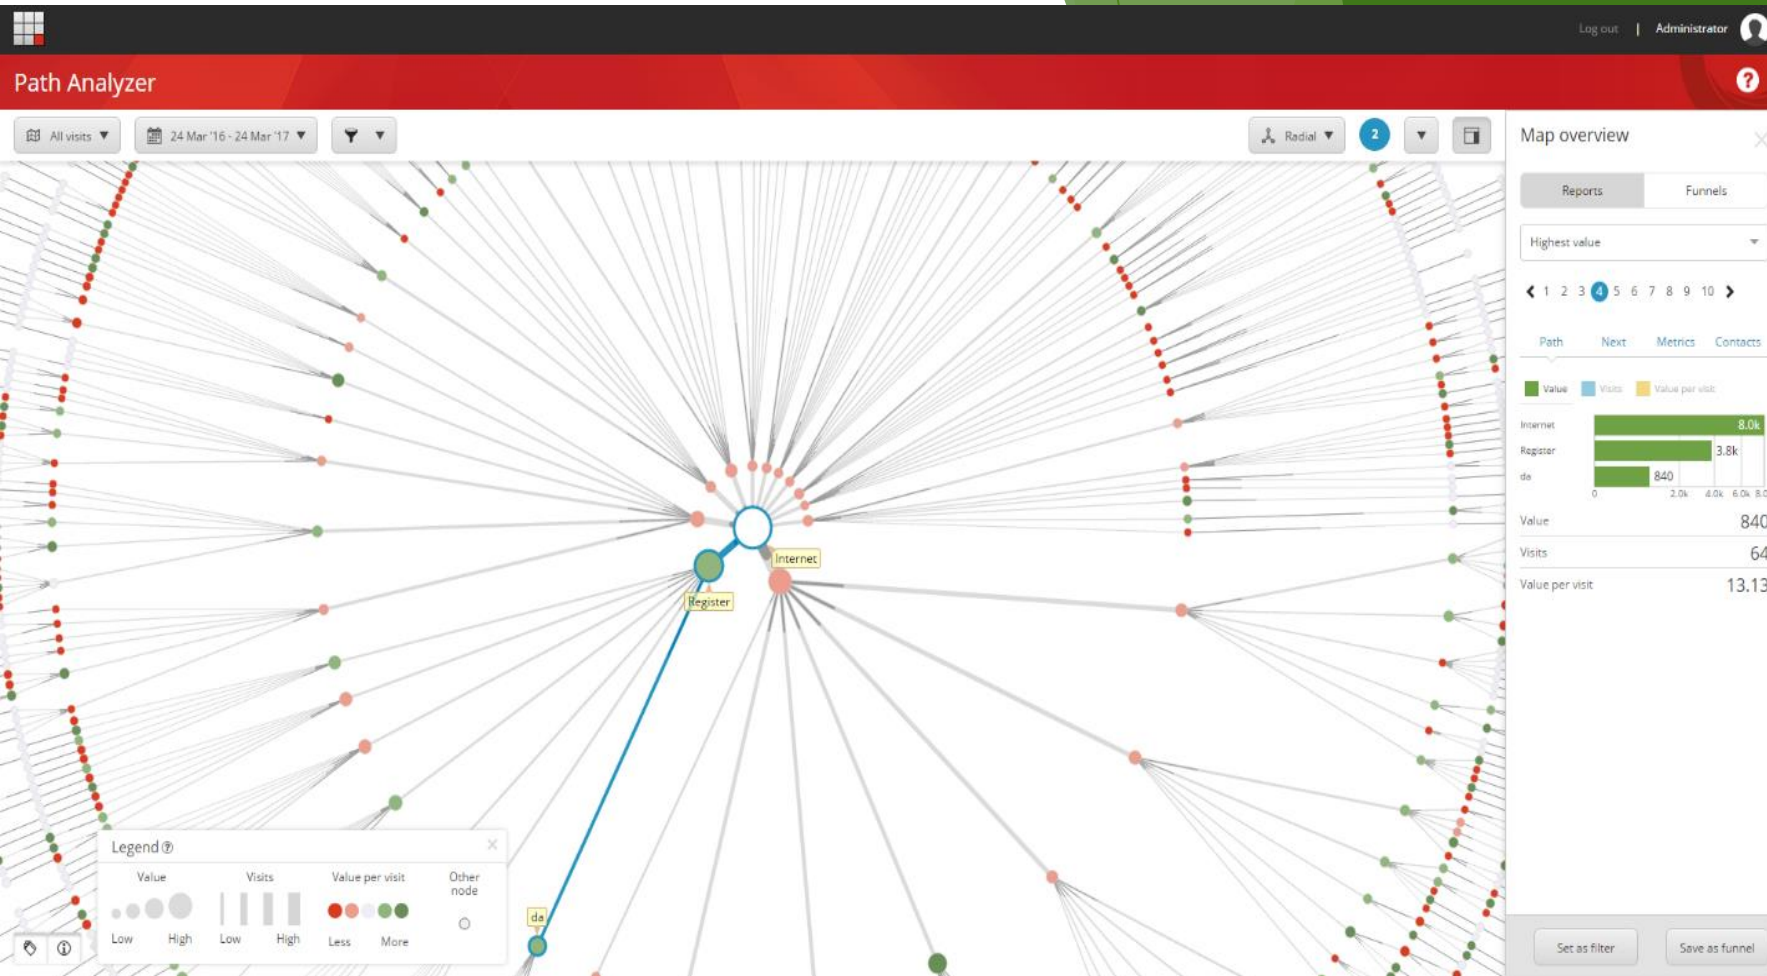 Log out | Administrator
Path Analyzer
All visits
24 Mar '16 - 24 Mar '17
Radial
2
Map overview
Reports Funnels
Highest value
1 2 3 4 5 6 7 8 9 10
Path Next Metrics Contacts
Value Visits Value per visit
Internet 8.0k
Register 3.8k
da 840
0 2.0k 4.0k 6.0k 8.0
Value 840
Visits 64
Value per visit 13.13
Internet
Register
da
Legend
Value Visits Value per visit Other
node
Low High Low High Less More
Set as filter Save as funnel